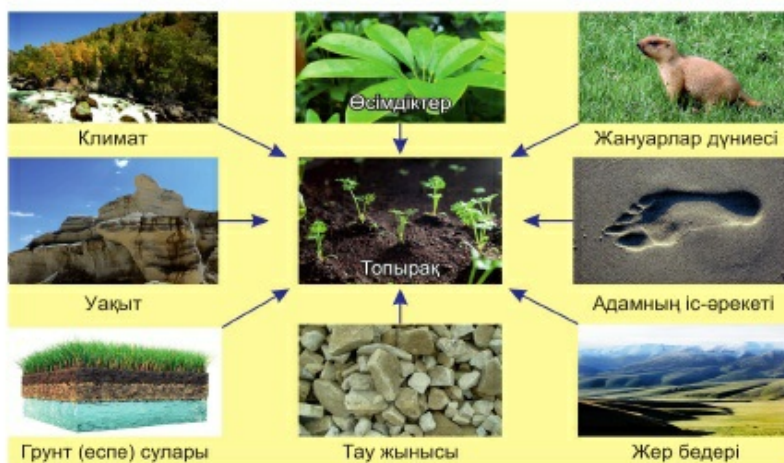 Өсімдіктер
Климат
Жануарлар дүниесі
Топырақ
Уақыт
Адамның іс-әрекеті
Грунт (еспе) сулары
Тау жынысы
Жер бедері